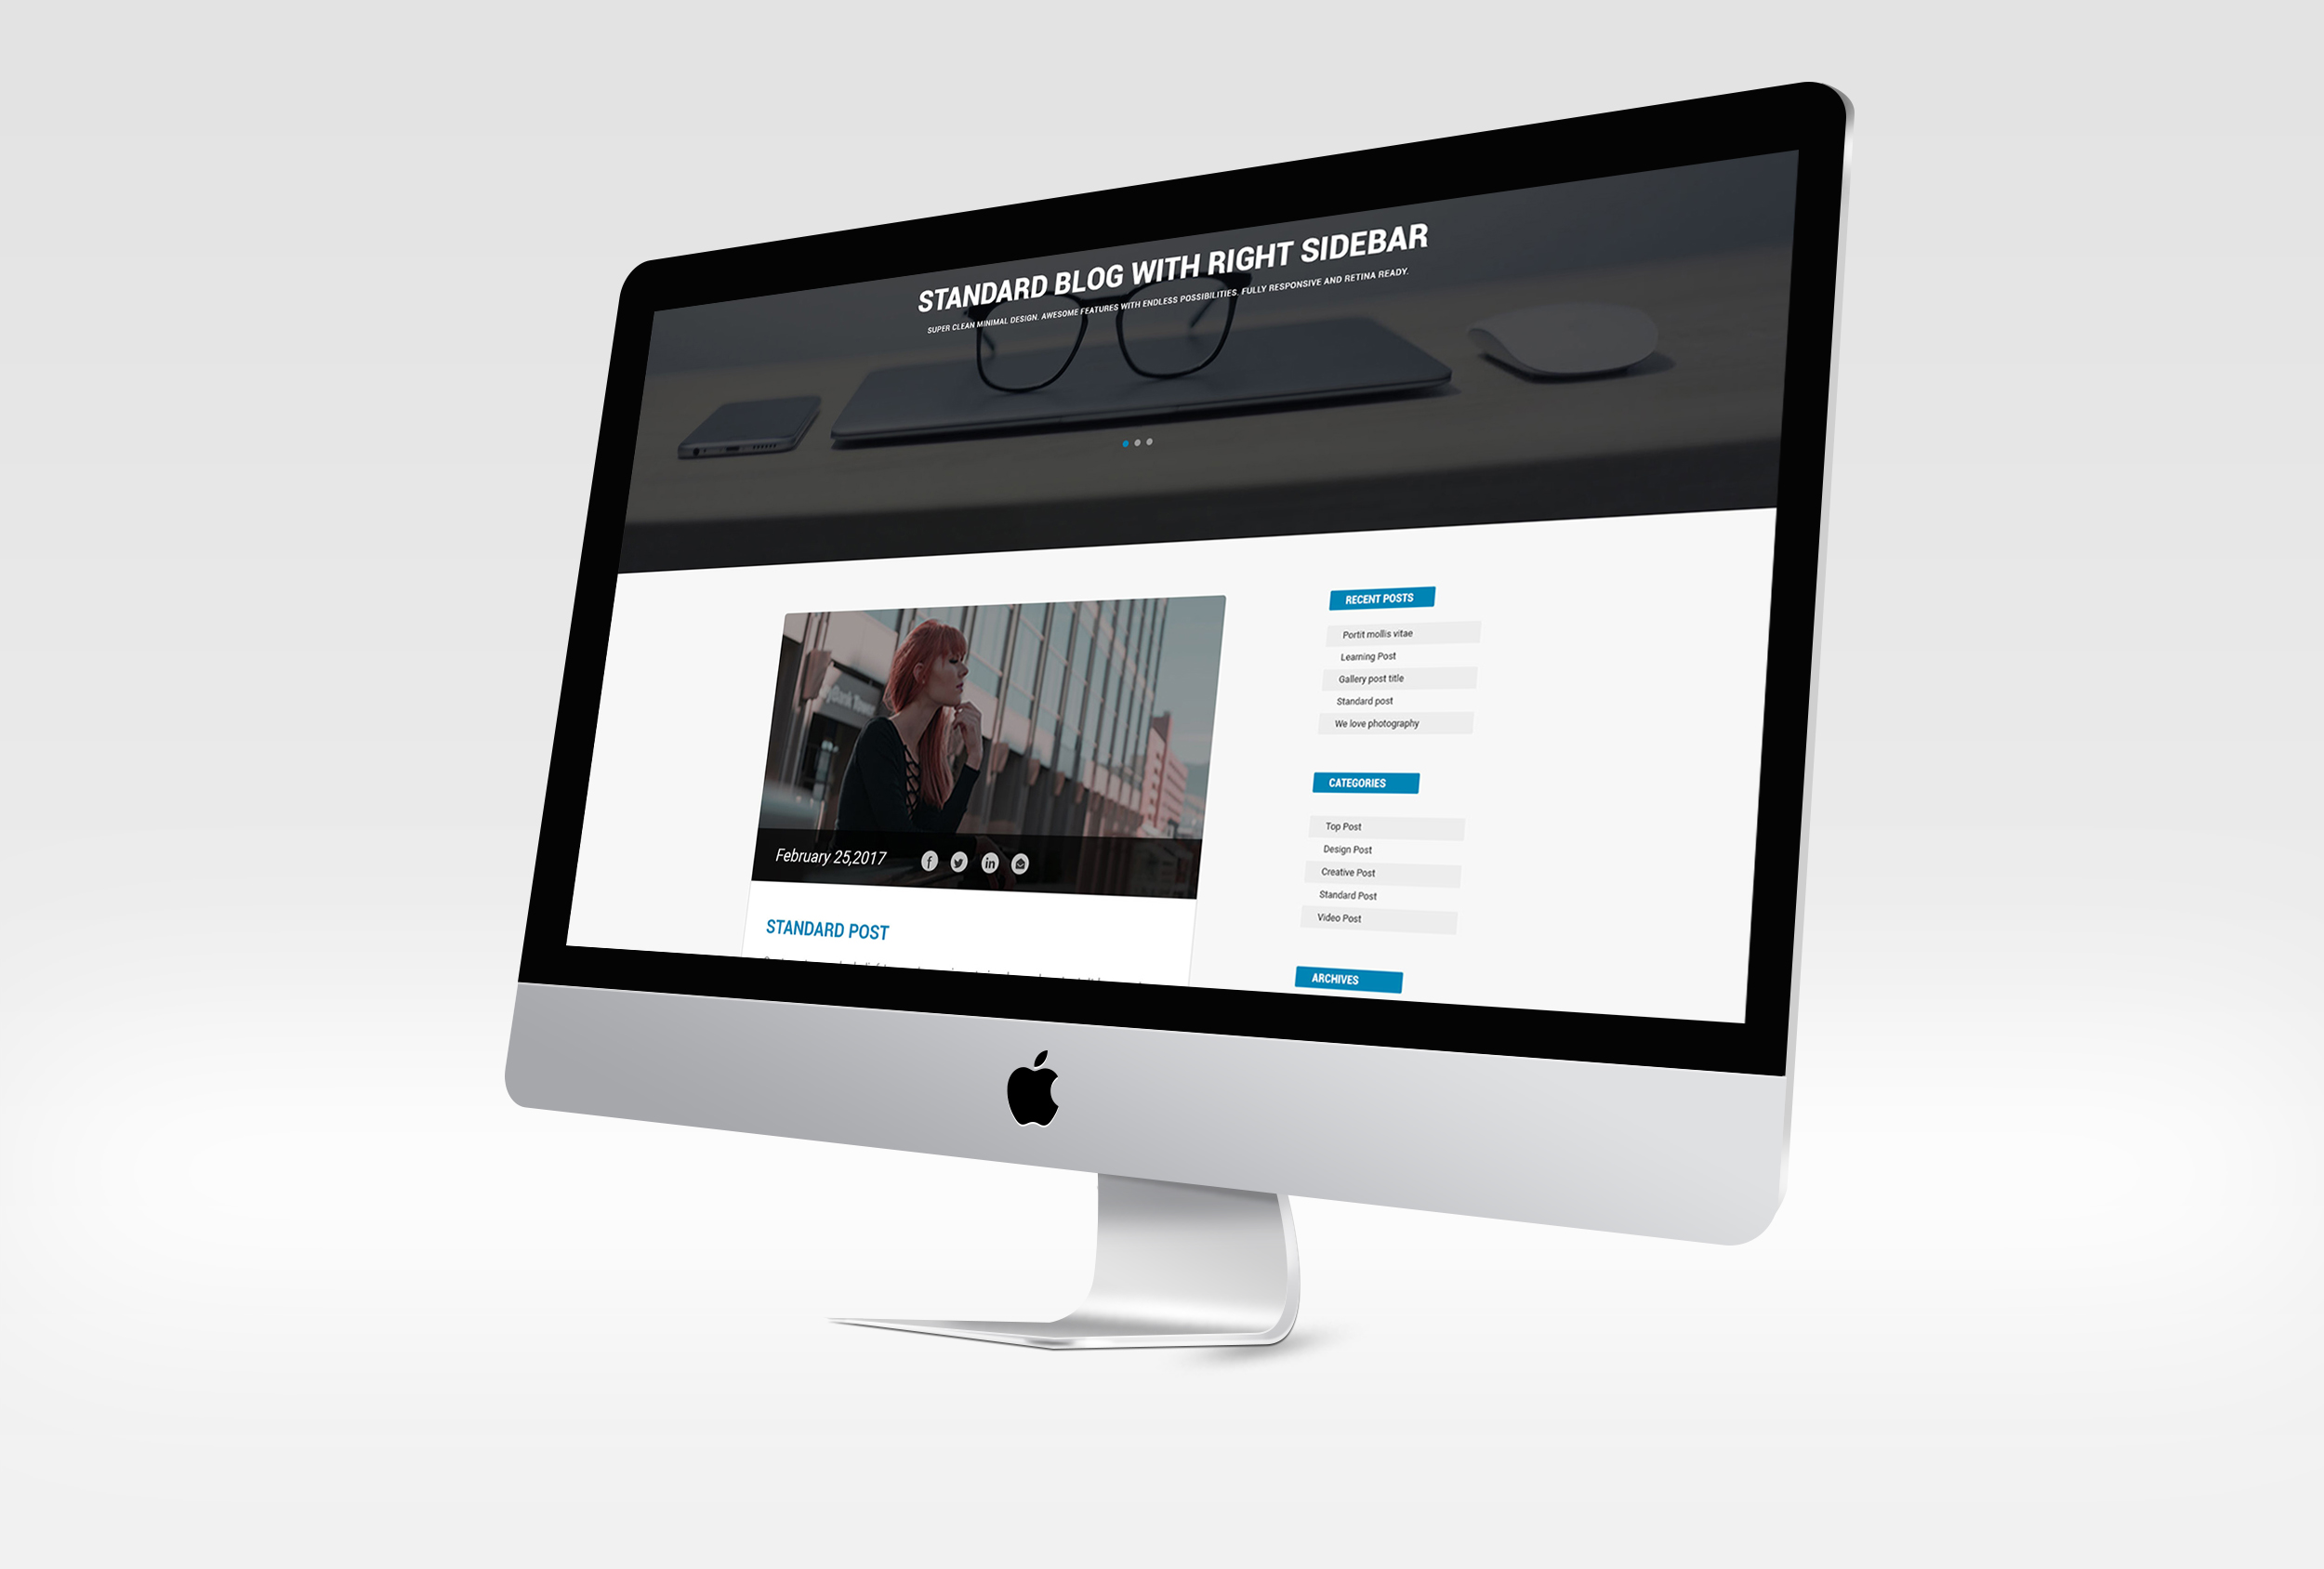 STANDARD BLOG WITH RIGHT SIDEBAR
SUPER CLEAN MINIMAL DESIGN. AWESOME FEATURES WITH ENDLESS POSSIBILITIES. FULLY RESPONSIVE AND RETINA READY.
February 25,2017
f
in
STANDARD POST
RECENT POSTS
Portit mollis vitae
Learning Post
Gallery post title
Standard post
We love photography
CATEGORIES
Top Post
Design Post
Creative Post
Standard Post
Video Post
ARCHIVES